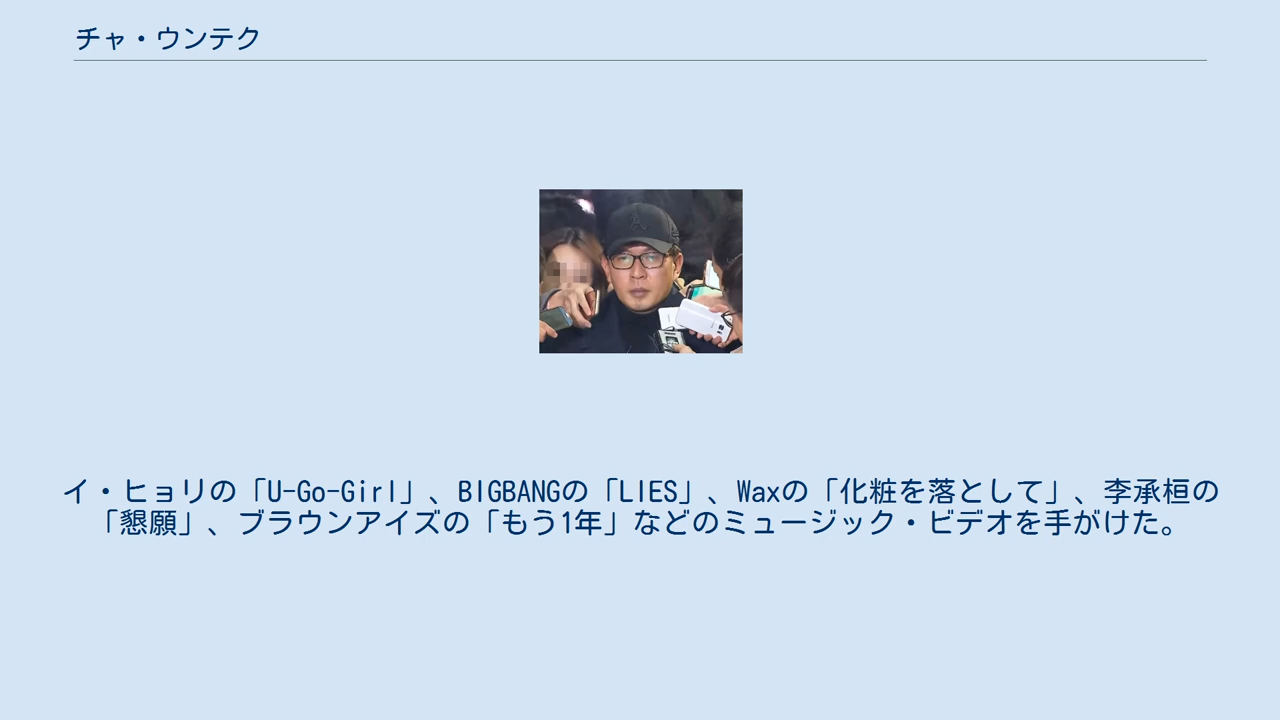 チャ・ウンテク
イ・ヒョリの「U-Go-Girl」、BIGBANGの「LIES」、Waxの「化粧を落として」、李承桓の
「懇願」、ブラウンアイズの「もう1年」などのミュージック・ビデオを手がけた。